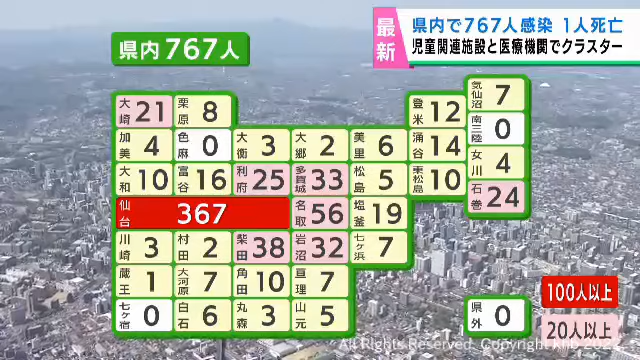 最新
県内で767人感染 1人死亡
児童関連施設と医療機関でクラスター
県内767人
大崎 21
栗原 8
登米 12
気仙沼 7
加美 4
色麻 0
大衡 3
大郷 2
美里 6
涌谷 14
南三陸 0
大和 10
富谷 16
利府 25
多賀城 33
松島 5
東松島 10
女川 4
石巻 24
仙台 367
名取 56
塩釜 19
川崎 3
村田 2
柴田 38
岩沼 32
七ヶ浜 7
蔵王 1
大河原 7
角田 10
亘理 7
七ヶ宿 0
白石 6
丸森 3
山元 5
県外 0
100人以上
20人以上
All Rights Reserved. Copyright khb 2022